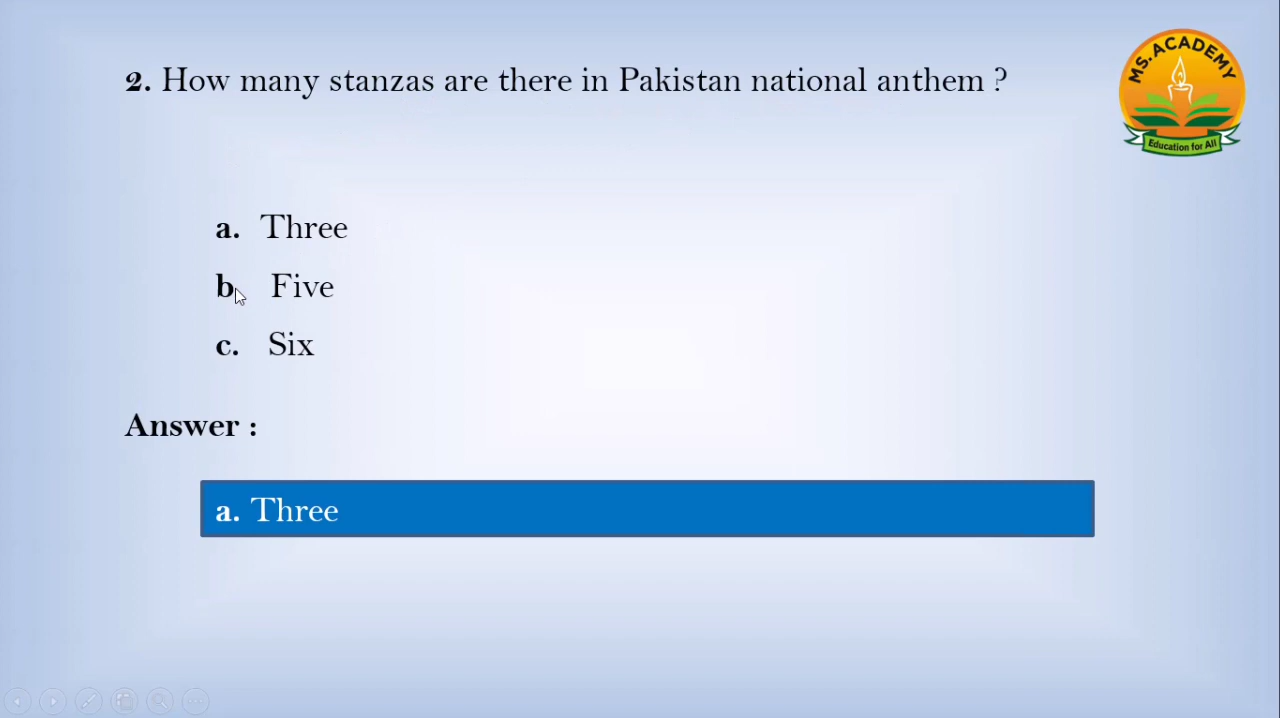 2. How many stanzas are there in Pakistan national anthem ?
MS. ACADEMY
Education for All
a. Three
b. Five
c. Six
Answer :
a. Three